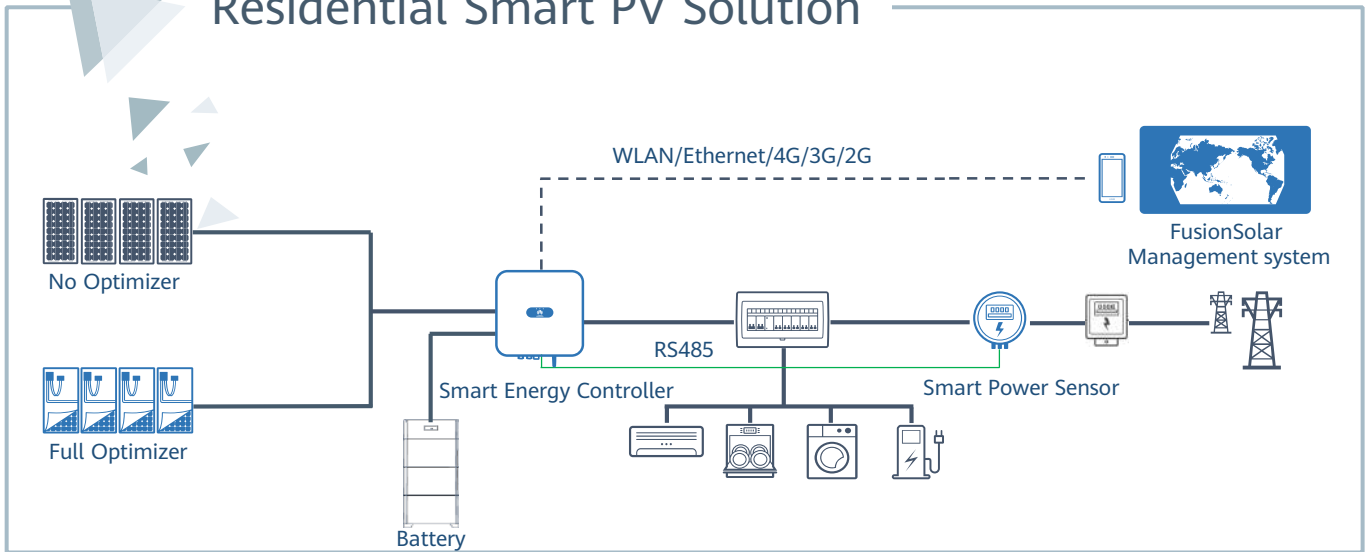 Residential Smart PV Solution
WLAN/Ethernet/4G/3G/2G
FusionSolar
Management system
No Optimizer
RS485
Smart Energy Controller
Smart Power Sensor
Full Optimizer
Battery